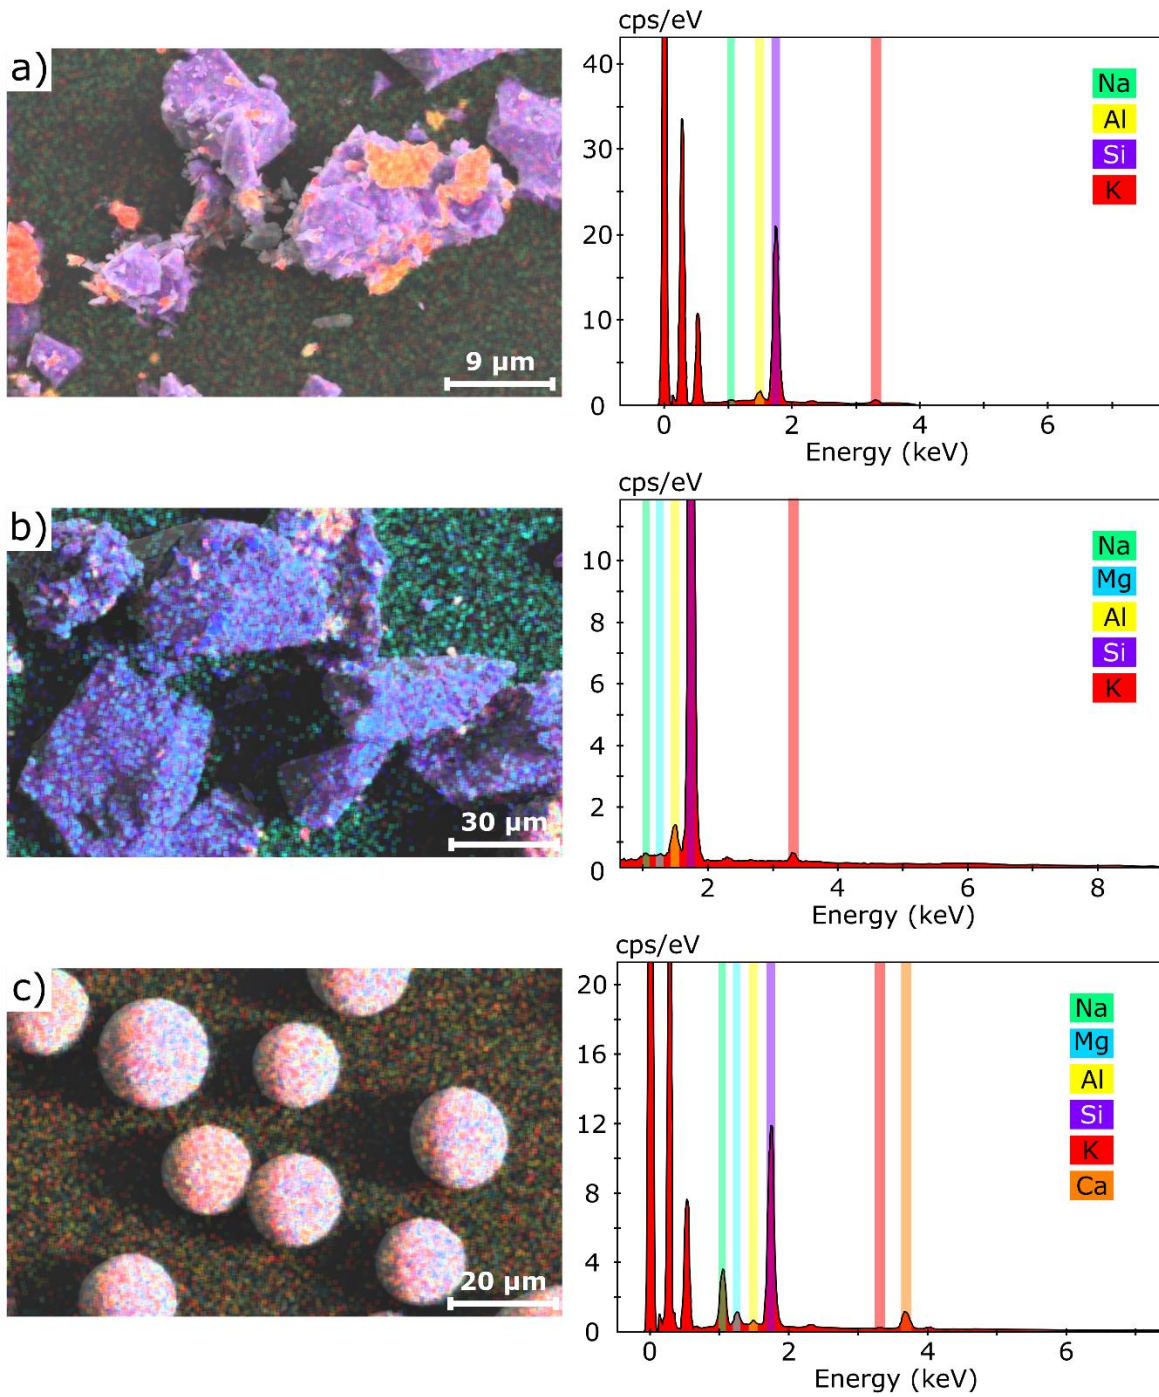 a)
9 µm
cps/eV
40
30
20
10
0
0 2 4 6
Energy (keV)
Na
Al
Si
K
b)
30 µm
cps/eV
10
8
6
4
2
0
2 4 6 8
Energy (keV)
Na
Mg
Al
Si
K
c)
20 µm
cps/eV
20
16
12
8
4
0
0 2 4 6
Energy (keV)
Na
Mg
Al
Si
K
Ca